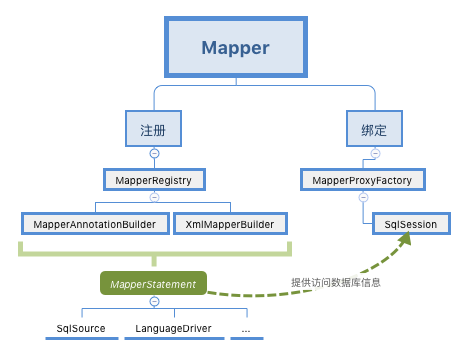 Mapper
注册
绑定
MapperRegistry
MapperProxyFactory
MapperAnnotationBuilder
XmlMapperBuilder
SqlSession
MapperStatement
提供访问数据库信息
SqlSource
LanguageDriver
...